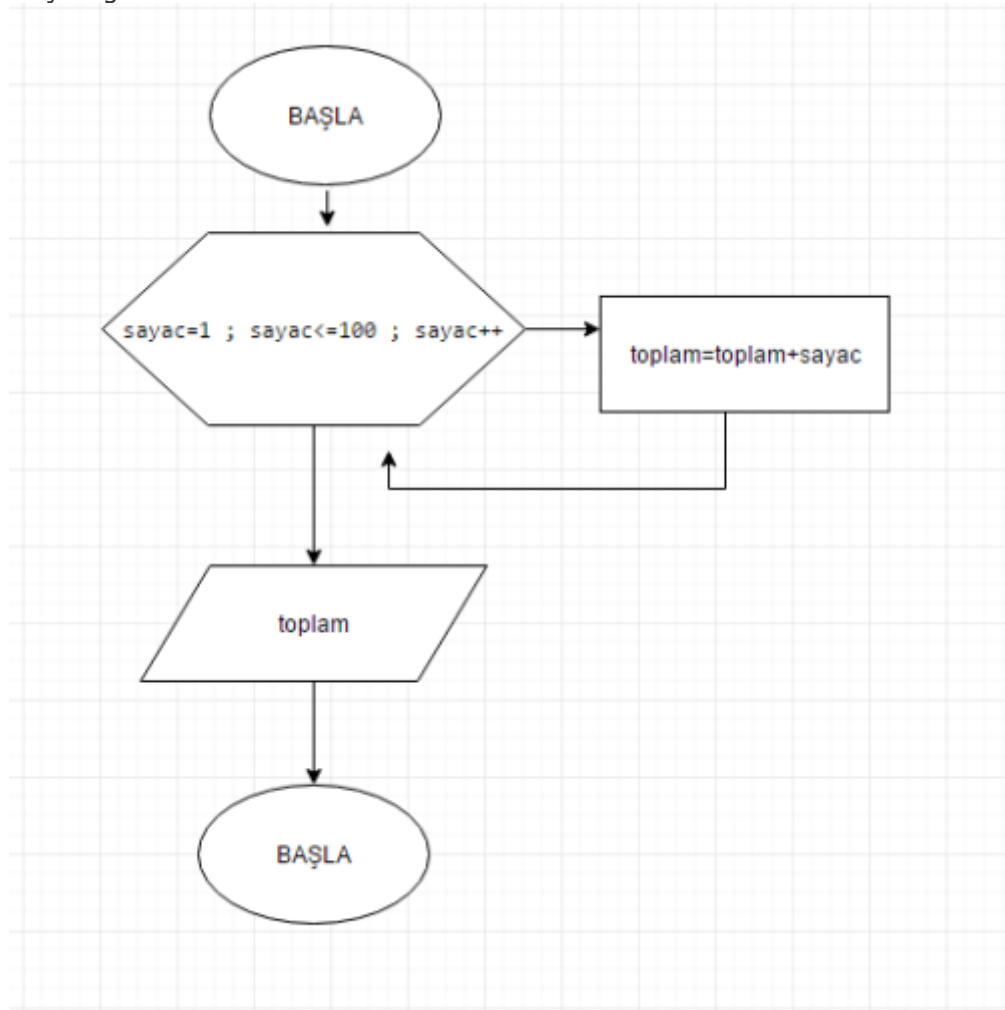 BAŞLA
sayac=1 ; sayac<=100 ; sayac++
toplam=toplam+sayac
toplam
BAŞLA